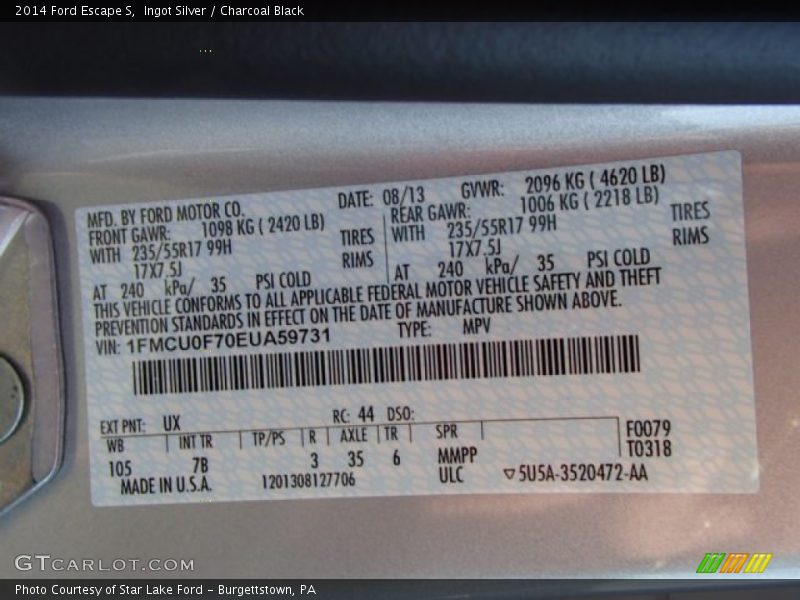 2014 Ford Escape S,  Ingot Silver / Charcoal Black
MFD. BY FORD MOTOR CO. DATE: 08/13 GVWR: 2096 KG ( 4620 LB)
FRONT GAWR: 1098 KG ( 2420 LB) REAR GAWR: 1006 KG ( 2218 LB)
WITH 235/55R17 99H TIRES WITH 235/55R17 99H TIRES
17X7.5J RIMS 17X7.5J RIMS
AT 240 kPa/ 35 PSI COLD AT 240 kPa/ 35 PSI COLD
THIS VEHICLE CONFORMS TO ALL APPLICABLE FEDERAL MOTOR VEHICLE SAFETY AND THEFT
PREVENTION STANDARDS IN EFFECT ON THE DATE OF MANUFACTURE SHOWN ABOVE.
VIN: 1FMCU0F70EUA59731 TYPE: MPV
EXT PNT: UX RC: 44 DSO:
WB INT TR TP/PS R AXLE TR SPR F0079
105 7B 3 35 6 MMPP T0318
MADE IN U.S.A. 1201308127706 ULC ▽5U5A-3520472-AA
GTCARLOT.COM
Photo Courtesy of Star Lake Ford - Burgettstown, PA